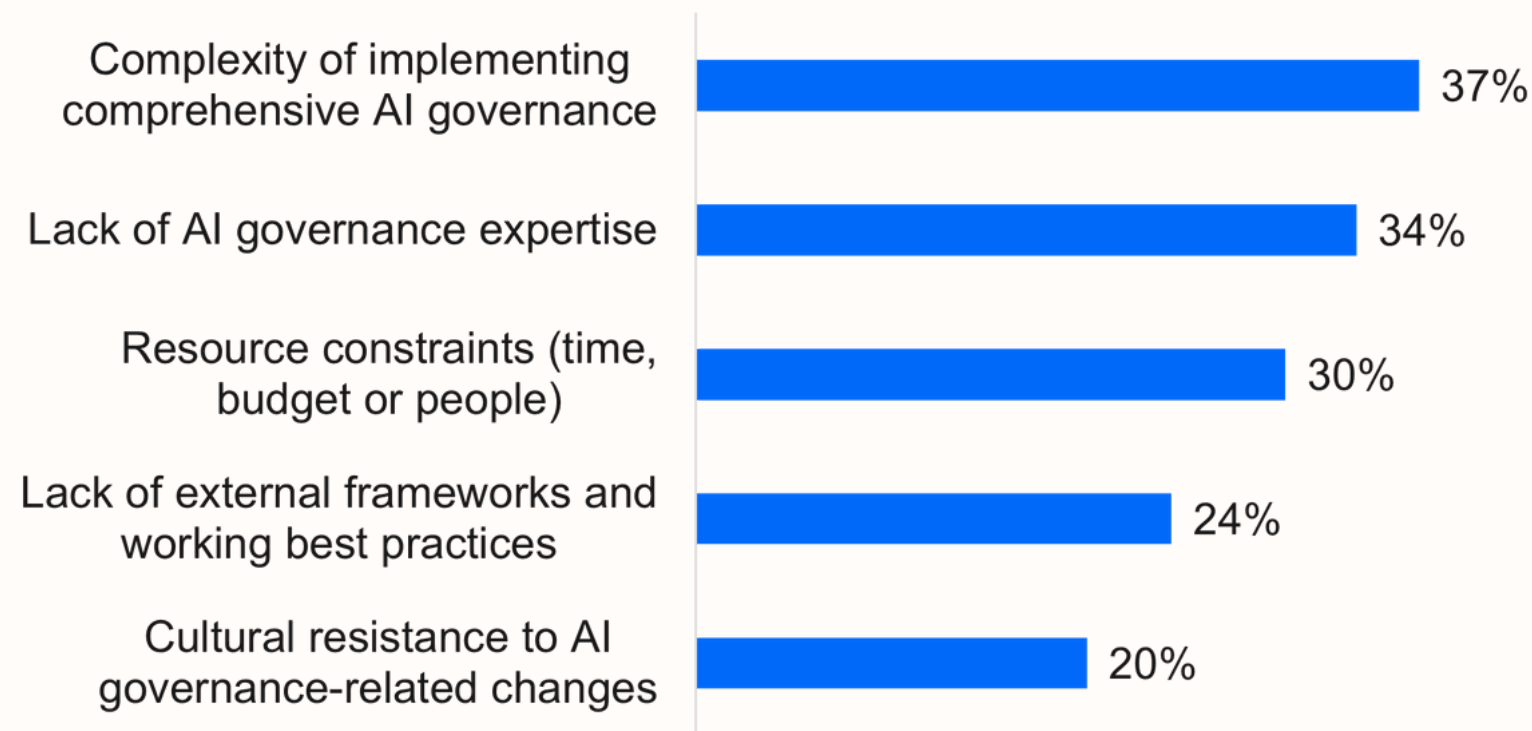 Complexity of implementing
comprehensive AI governance
37%
Lack of AI governance expertise
34%
Resource constraints (time,
budget or people)
30%
Lack of external frameworks and
working best practices
24%
Cultural resistance to AI
governance-related changes
20%